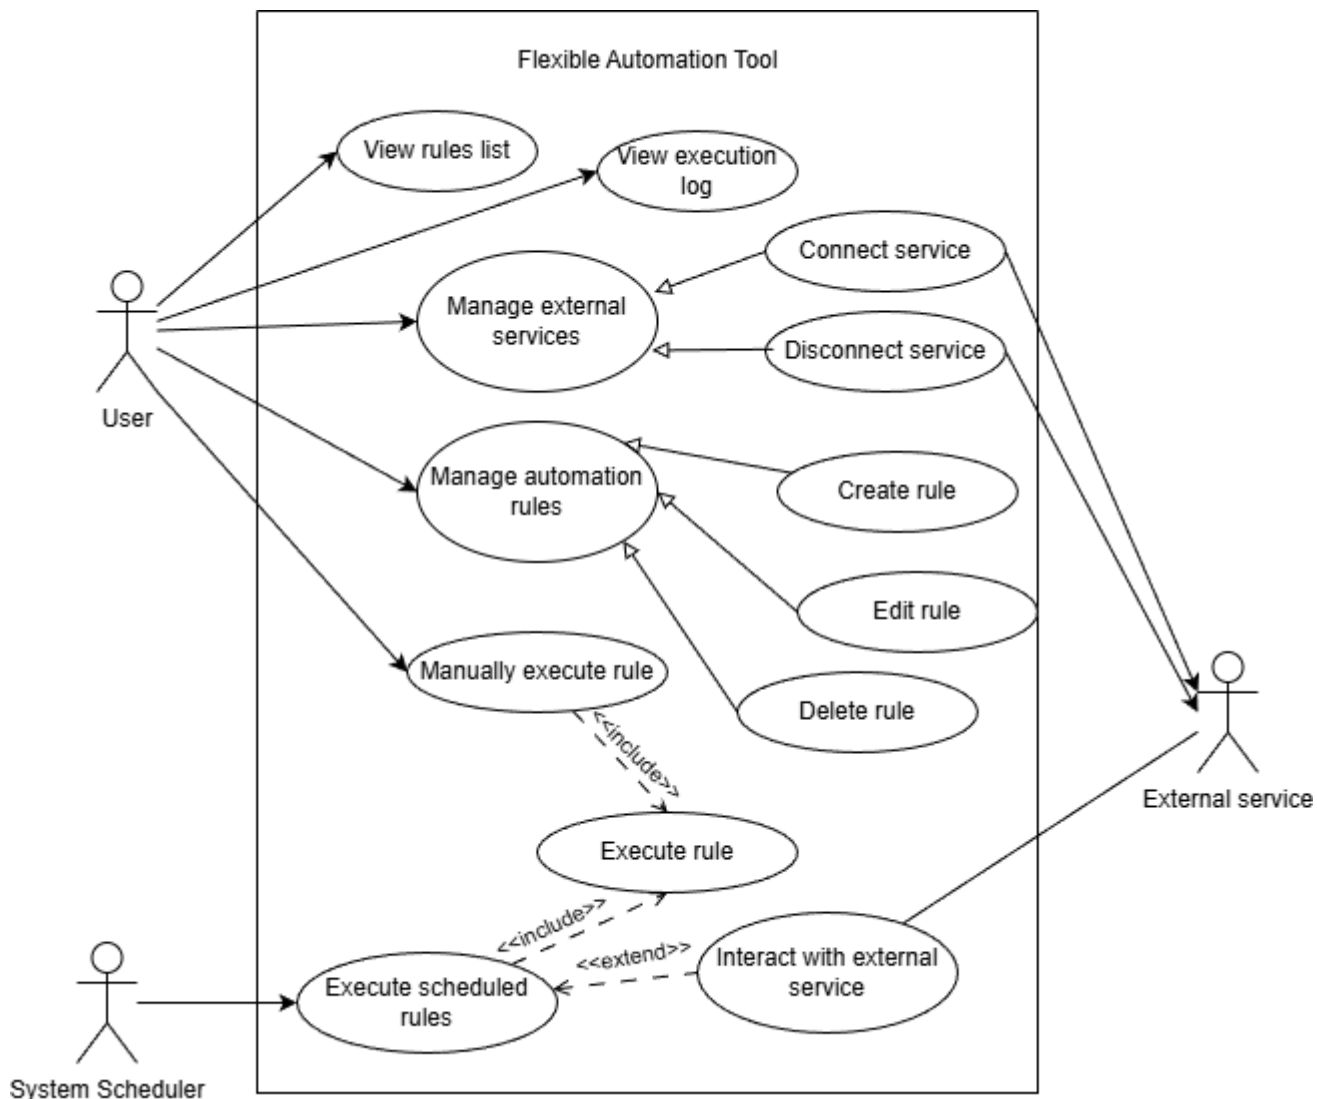 Flexible Automation Tool
View rules list
View execution
log
Connect service
Manage external
services
Disconnect service
User
Manage automation
rules
Create rule
Edit rule
Manually execute rule
Delete rule
<<include>>
External service
Execute rule
<<include>>
<<extend>>
Interact with external
service
Execute scheduled
rules
System Scheduler